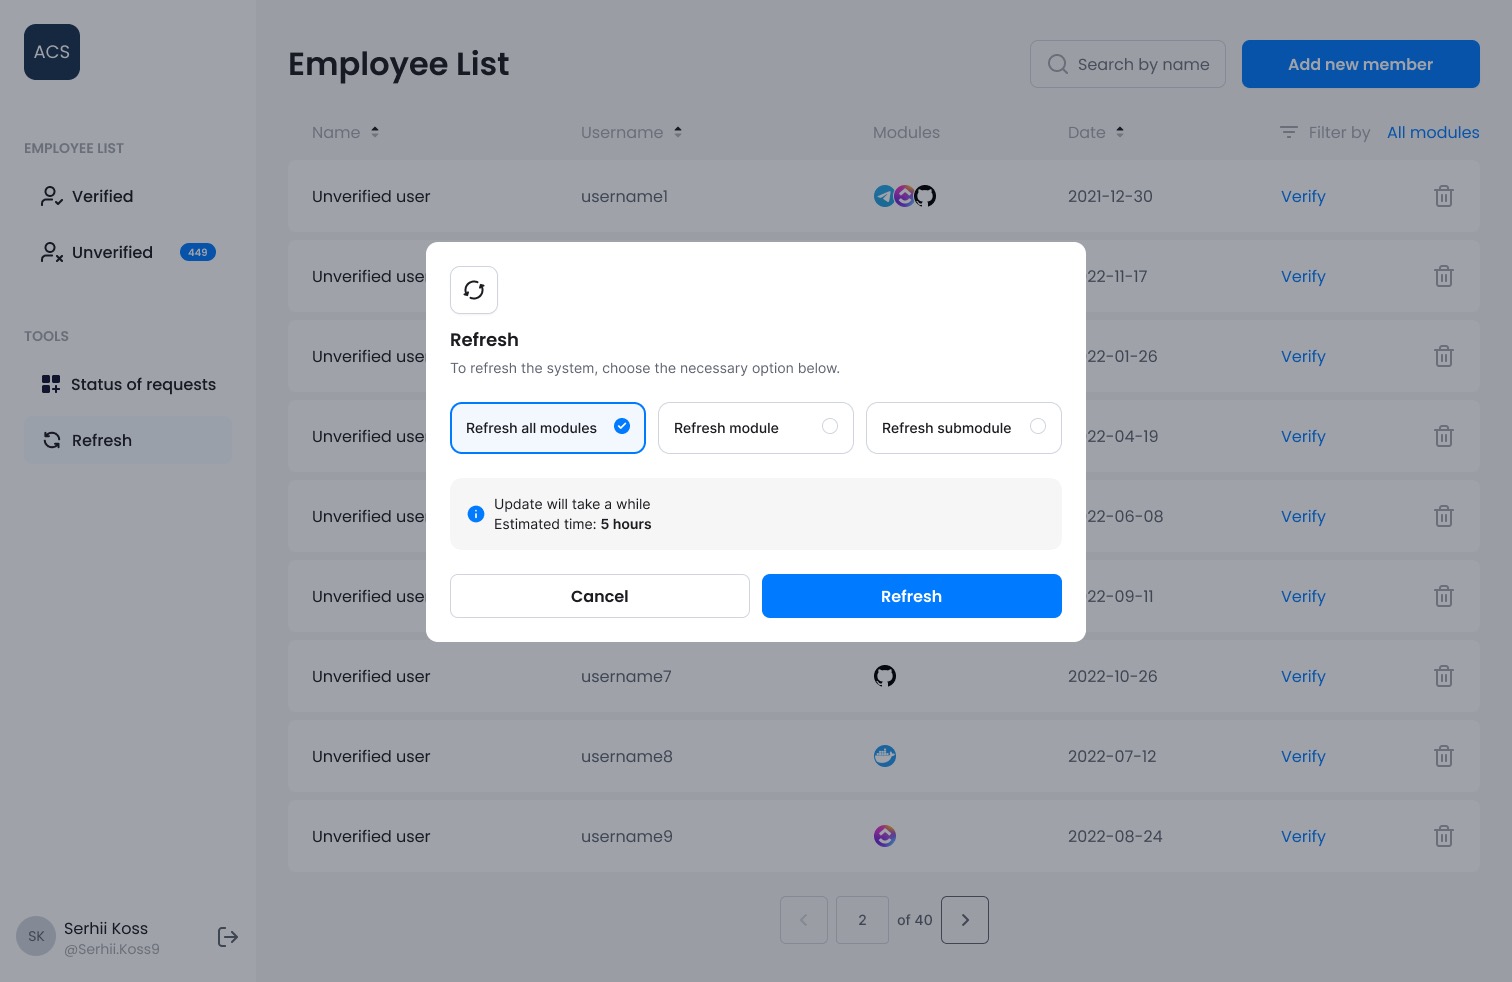 ACS
EMPLOYEE LIST
Verified
Unverified 449
TOOLS
Status of requests
Refresh
SK
Serhii Koss
@Serhii.Koss9
Employee List
Search by name
Add new member
Name Username Modules Date Filter by All modules
Unverified user username1 2021-12-30 Verify
Unverified use 22-11-17 Verify
Unverified use 22-01-26 Verify
Unverified use 22-04-19 Verify
Unverified use 22-06-08 Verify
Unverified use 22-09-11 Verify
Unverified user username7 2022-10-26 Verify
Unverified user username8 2022-07-12 Verify
Unverified user username9 2022-08-24 Verify
2 of 40
Refresh
To refresh the system, choose the necessary option below.
Refresh all modules Refresh module Refresh submodule
Update will take a while
Estimated time: 5 hours
Cancel Refresh